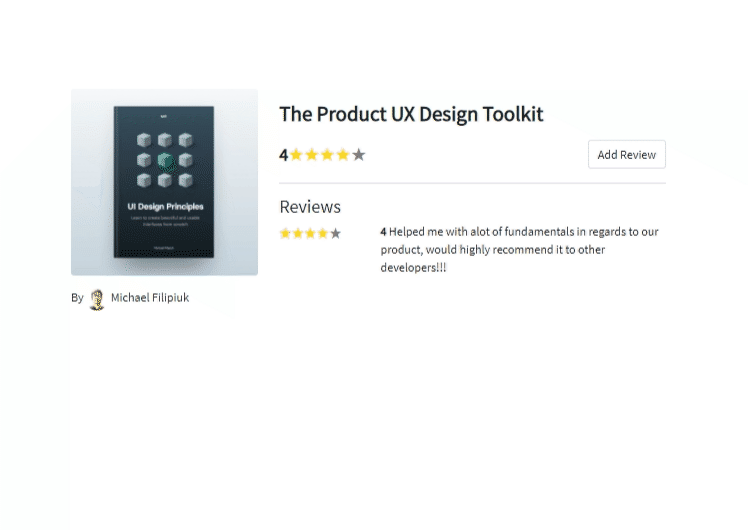 The Product UX Design Toolkit
4
Add Review
UI Design Principles
Learn to create beautiful and usable
interfaces from scratch
Reviews
4 Helped me with alot of fundamentals in regards to our
product, would highly recommend it to other
developers!!!
By Michael Filipiuk